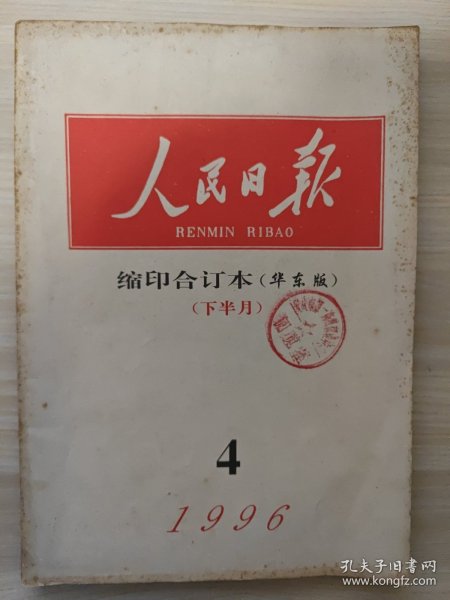 人民日报
RENMIN RIBAO
缩印合订本(华东版)
(下半月)
4
1996
孔夫子旧书网
www.kongfz.com